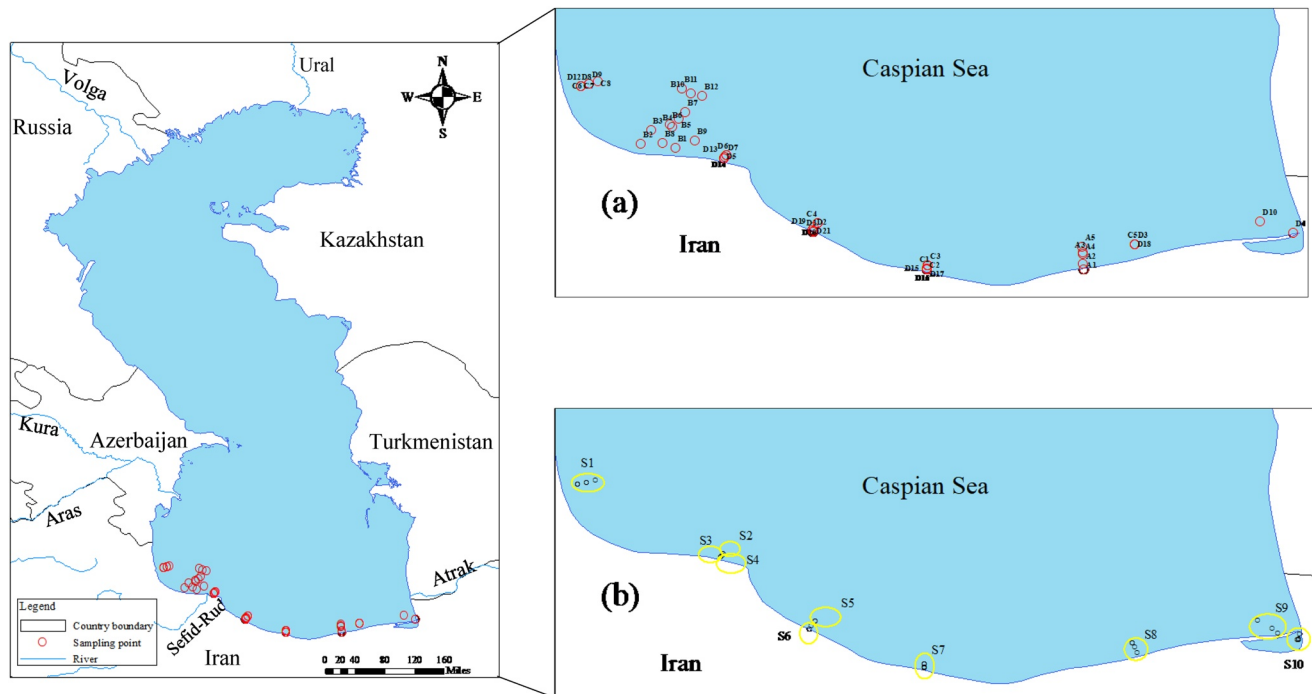 Volga
Ural
N
W E
S
Russia
Kazakhstan
Kura
Azerbaijan
Turkmenistan
Aras
Atrak
Sefid-Rud
Iran
Legend
Country boundary
Sampling point
River
0 20 40 80 120 160
Miles
Caspian Sea
D12 D8 D9
C6 C7 C8
B10 B11
B12
B7
B6
B3 B4 B5
B2 B8 B1 B9
D13 D6 D7
D5
(a)
Iran
C4
D19 D2
D21
C1 C3
D15 C2
D17
A5
A4
A2
A1
C5 D3
D18
D10
Caspian Sea
S1
S2
S3
S4
S5
S6
S7
S8
S9
S10
(b)
Iran